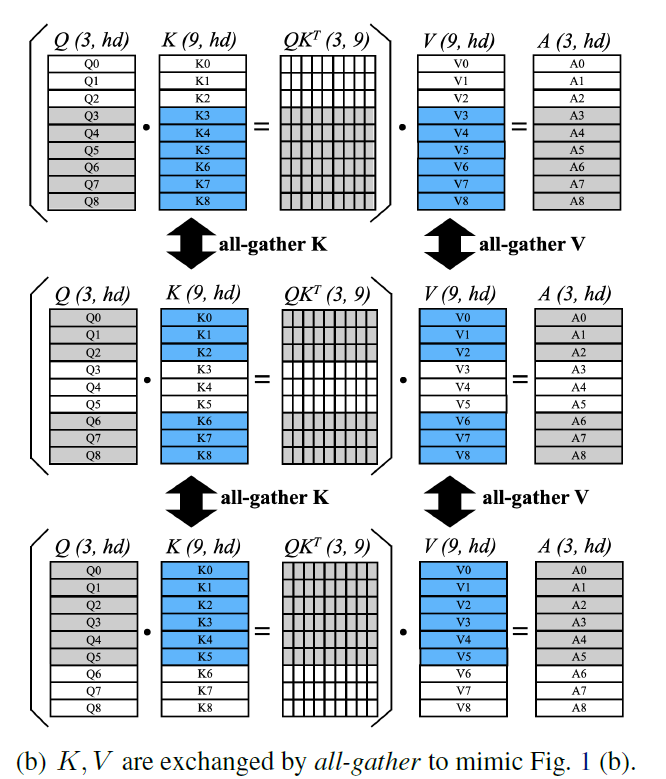 Q (3, hd) K (9, hd) QKᵀ (3, 9) V (9, hd) A (3, hd)
Q0 K0 V0 A0
Q1 K1 V1 A1
Q2 K2 V2 A2
Q3 K3 V3 A3
Q4 • K4 = • V4 = A4
Q5 K5 V5 A5
Q6 K6 V6 A6
Q7 K7 V7 A7
Q8 K8 V8 A8
all-gather K all-gather V
Q (3, hd) K (9, hd) QKᵀ (3, 9) V (9, hd) A (3, hd)
Q0 K0 V0 A0
Q1 K1 V1 A1
Q2 K2 V2 A2
Q3 K3 V3 A3
Q4 • K4 = • V4 = A4
Q5 K5 V5 A5
Q6 K6 V6 A6
Q7 K7 V7 A7
Q8 K8 V8 A8
all-gather K all-gather V
Q (3, hd) K (9, hd) QKᵀ (3, 9) V (9, hd) A (3, hd)
Q0 K0 V0 A0
Q1 K1 V1 A1
Q2 K2 V2 A2
Q3 K3 V3 A3
Q4 • K4 = • V4 = A4
Q5 K5 V5 A5
Q6 K6 V6 A6
Q7 K7 V7 A7
Q8 K8 V8 A8
(b) K, V are exchanged by all-gather to mimic Fig. 1 (b).